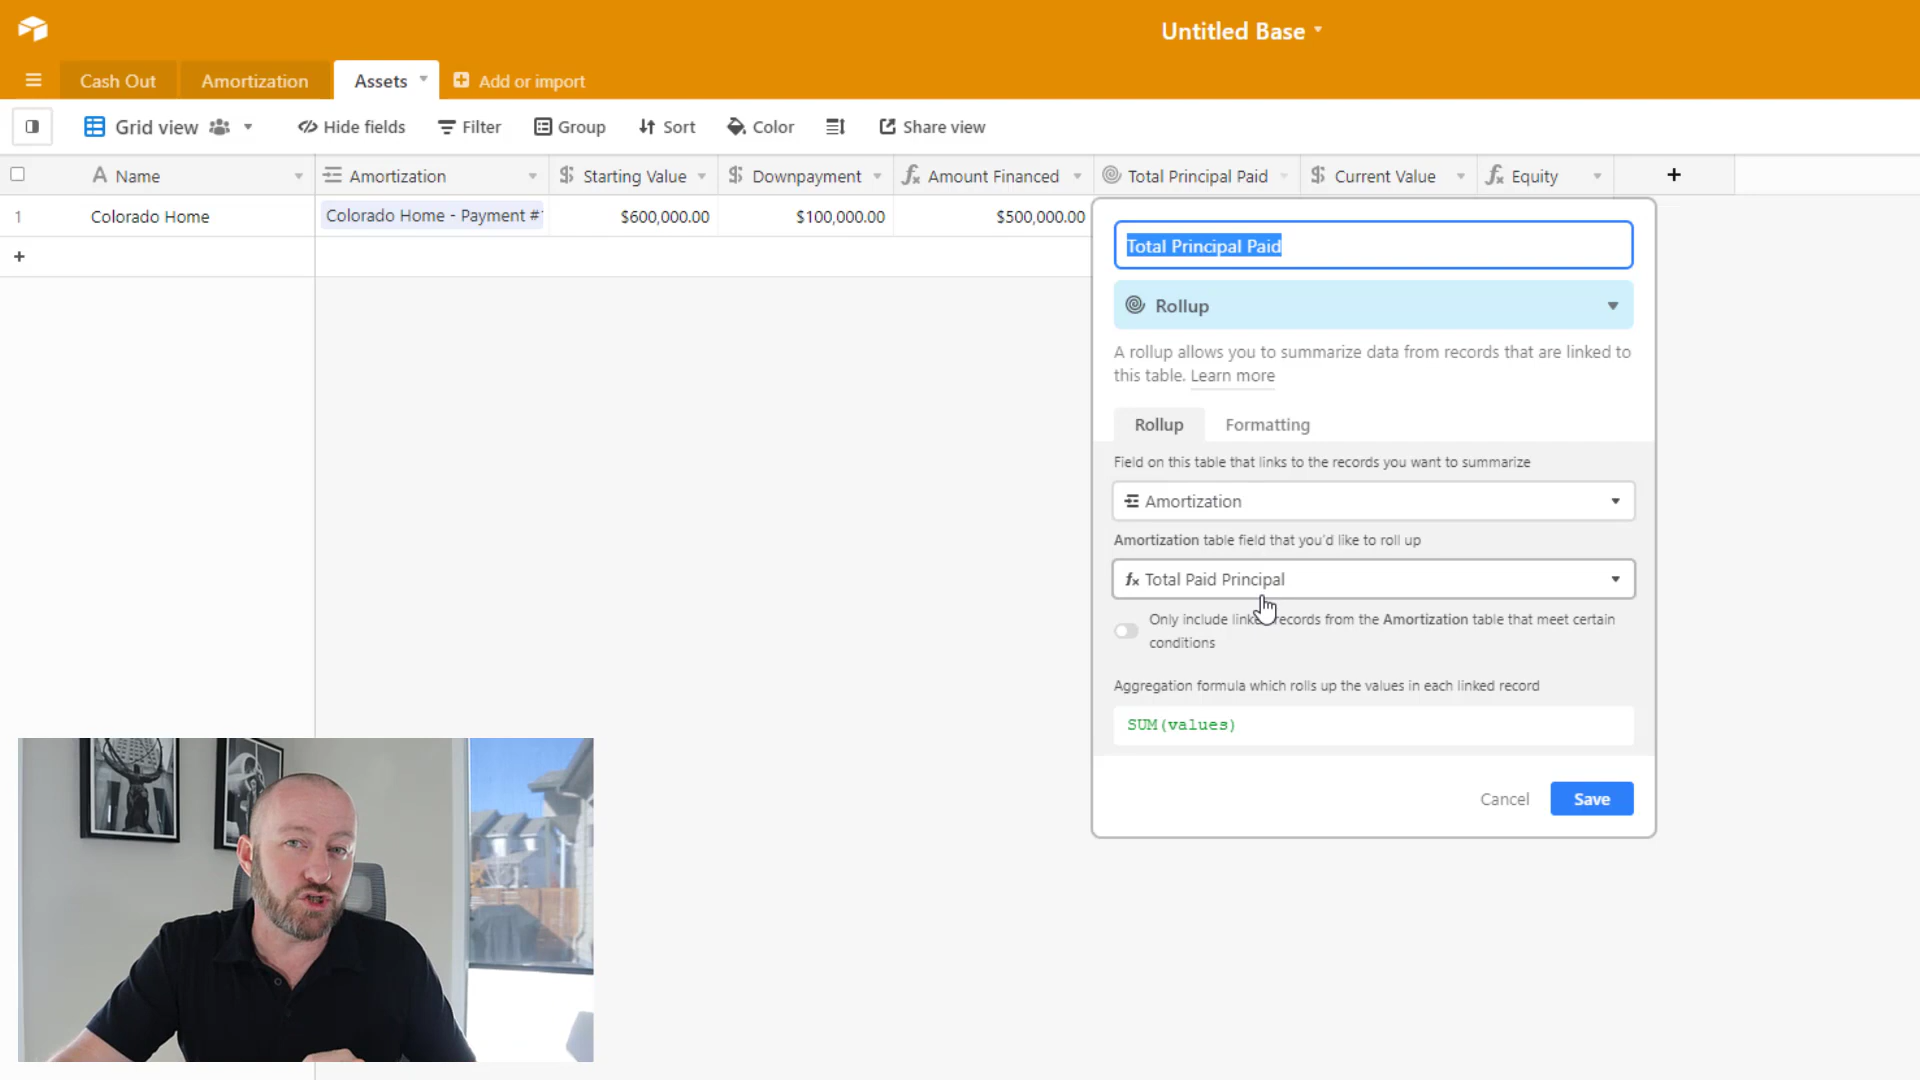 Untitled Base
Cash Out
Amortization
Assets
Add or import
Grid view
Hide fields
Filter
Group
Sort
Color
Share view
Name
Amortization
Starting Value
Downpayment
Amount Financed
Total Principal Paid
Current Value
Equity
1
Colorado Home
Colorado Home - Payment #
$600,000.00
$100,000.00
$500,000.00
Total Principal Paid
Rollup
A rollup allows you to summarize data from records that are linked to
this table. Learn more
Rollup
Formatting
Field on this table that links to the records you want to summarize
Amortization
Amortization table field that you'd like to roll up
Total Paid Principal
Only include linked records from the Amortization table that meet certain
conditions
Aggregation formula which rolls up the values in each linked record
SUM(values)
Cancel
Save